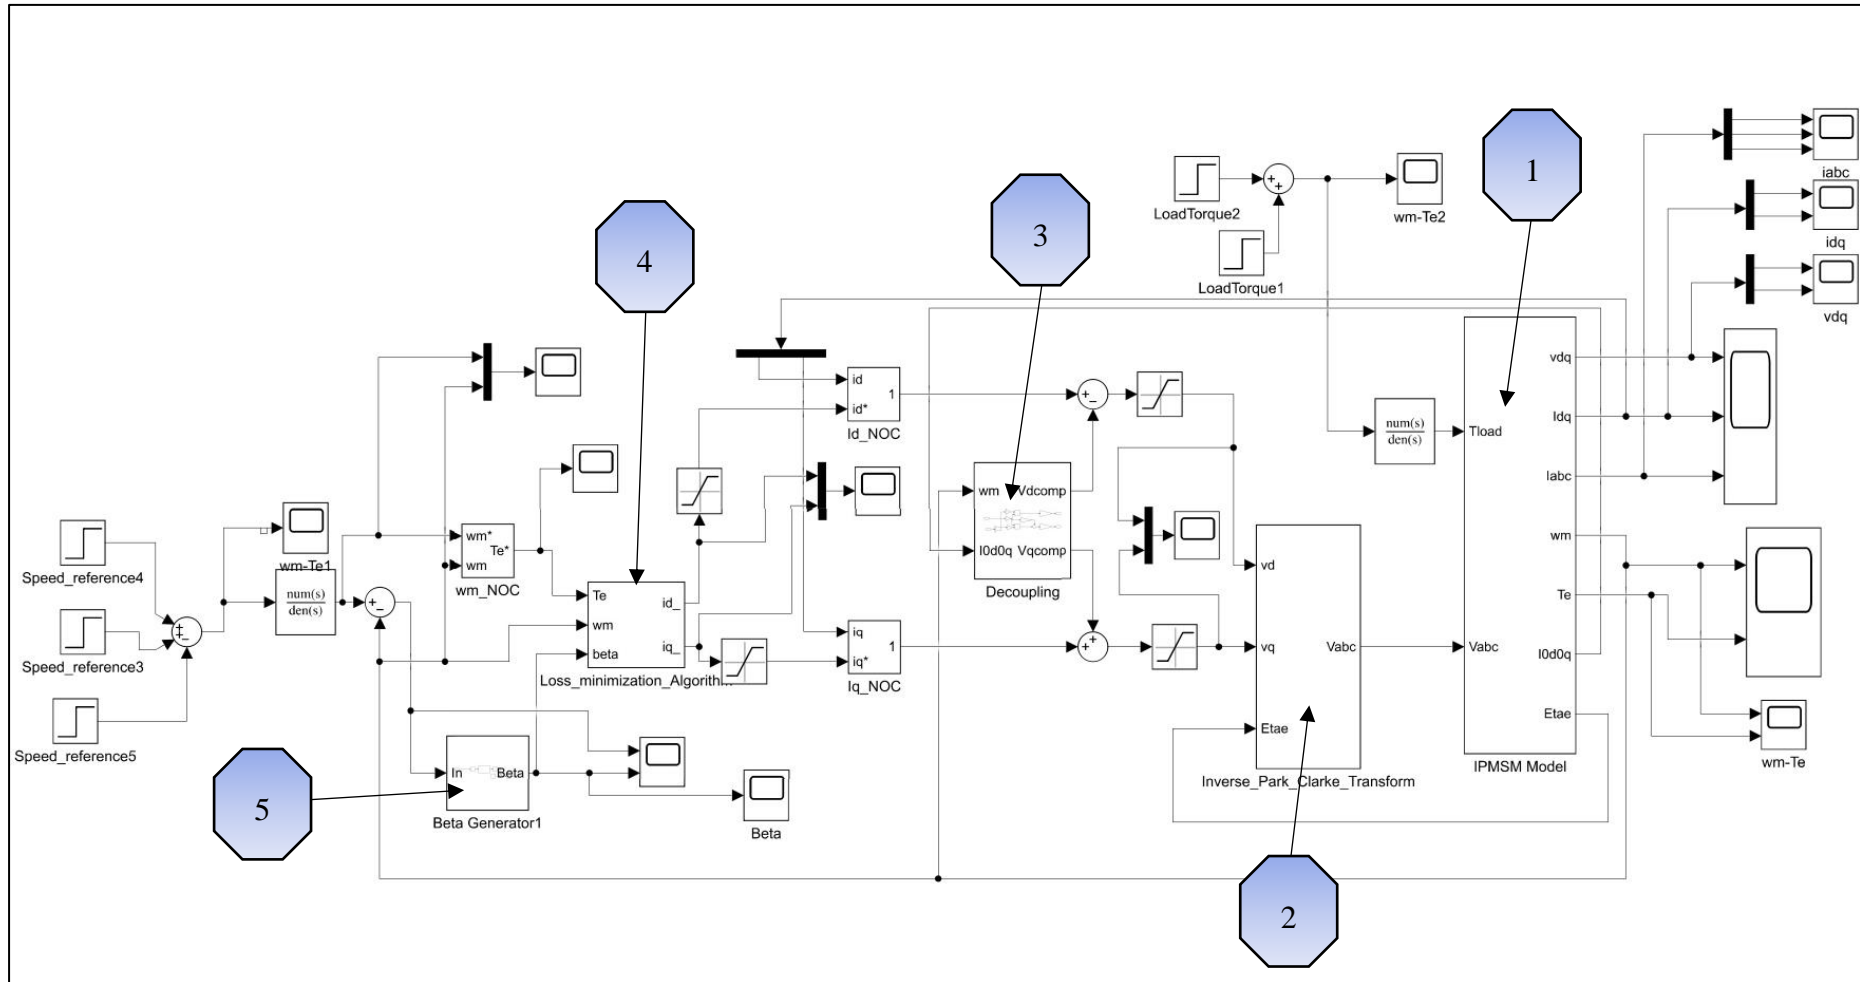 1
iabc
LoadTorque2
wm-Te2
3
idq
4
LoadTorque1
vdq
vdq
id
1
id*
Id_NOC
num(s)
den(s)
Tload
Idq
wm
Vdcomp
Iabc
wm-Te1
wm*
Te*
wm
wm_NOC
I0d0q
Vqcomp
Decoupling
wm
vd
Speed_reference4
num(s)
den(s)
Te
id_
wm
iq_
beta
Loss_minimization_Algorith
iq
1
iq*
Iq_NOC
vq
Vabc
Vabc
Te
I0d0q
Speed_reference3
Etae
Etae
Inverse_Park_Clarke_Transform
IPMSM Model
wm-Te
Speed_reference5
In
Beta
Beta Generator1
Beta
5
2